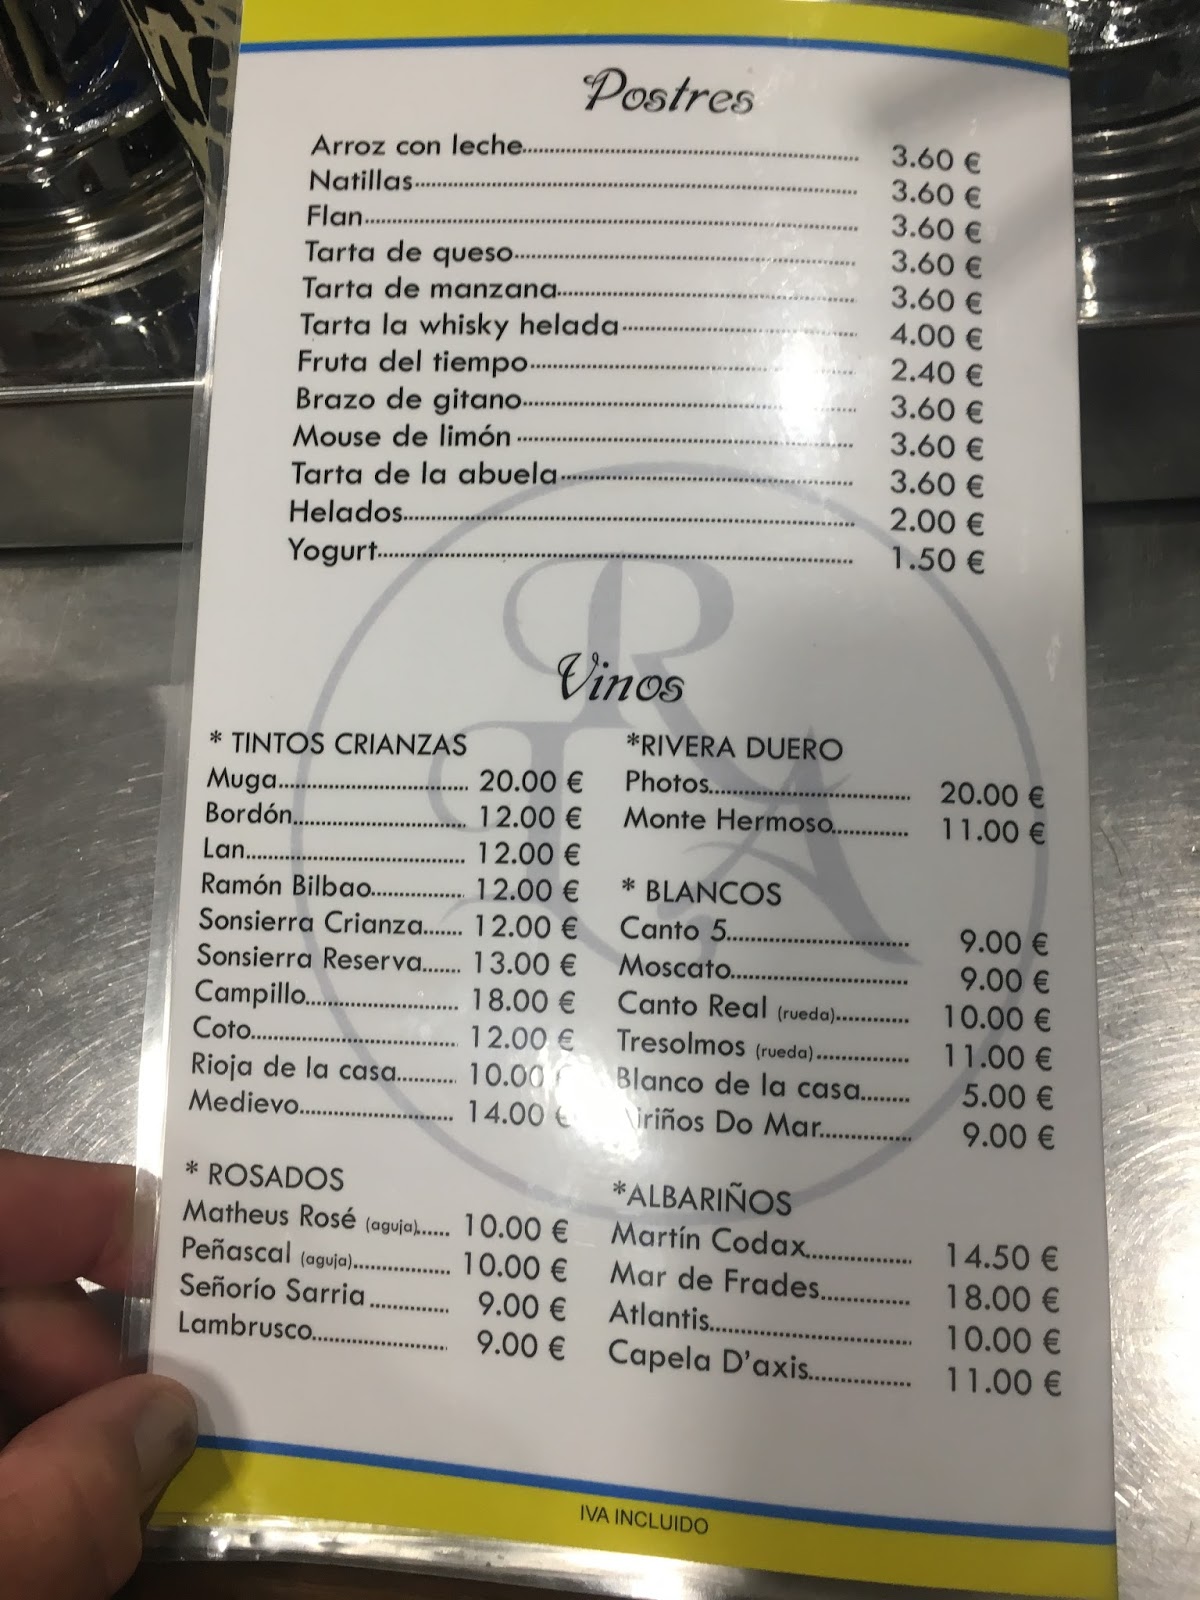 Postres
Arroz con leche 3.60 €
Natillas 3.60 €
Flan 3.60 €
Tarta de queso 3.60 €
Tarta de manzana 3.60 €
Tarta la whisky helada 4.00 €
Fruta del tiempo 2.40 €
Brazo de gitano 3.60 €
Mouse de limón 3.60 €
Tarta de la abuela 3.60 €
Helados 2.00 €
Yogurt 1.50 €
Vinos
* TINTOS CRIANZAS
Muga 20.00 €
Bordón 12.00 €
Lan 12.00 €
Ramón Bilbao 12.00 €
Sonsierra Crianza 12.00 €
Sonsierra Reserva 13.00 €
Campillo 18.00 €
Coto 12.00 €
Rioja de la casa 10.00
Medievo 14.00 €
* ROSADOS
Matheus Rosé (aguja) 10.00 €
Peñascal (aguja) 10.00 €
Señorío Sarria 9.00 €
Lambrusco 9.00 €
*RIVERA DUERO
Photos 20.00 €
Monte Hermoso 11.00 €
* BLANCOS
Canto 5 9.00 €
Moscato 9.00 €
Canto Real (rueda) 10.00 €
Tresolmos (rueda) 11.00 €
Blanco de la casa 5.00 €
Do Mar 9.00 €
*ALBARIÑOS
Martín Codax 14.50 €
Mar de Frades 18.00 €
Atlantis 10.00 €
Capela D'axis 11.00 €
IVA INCLUIDO